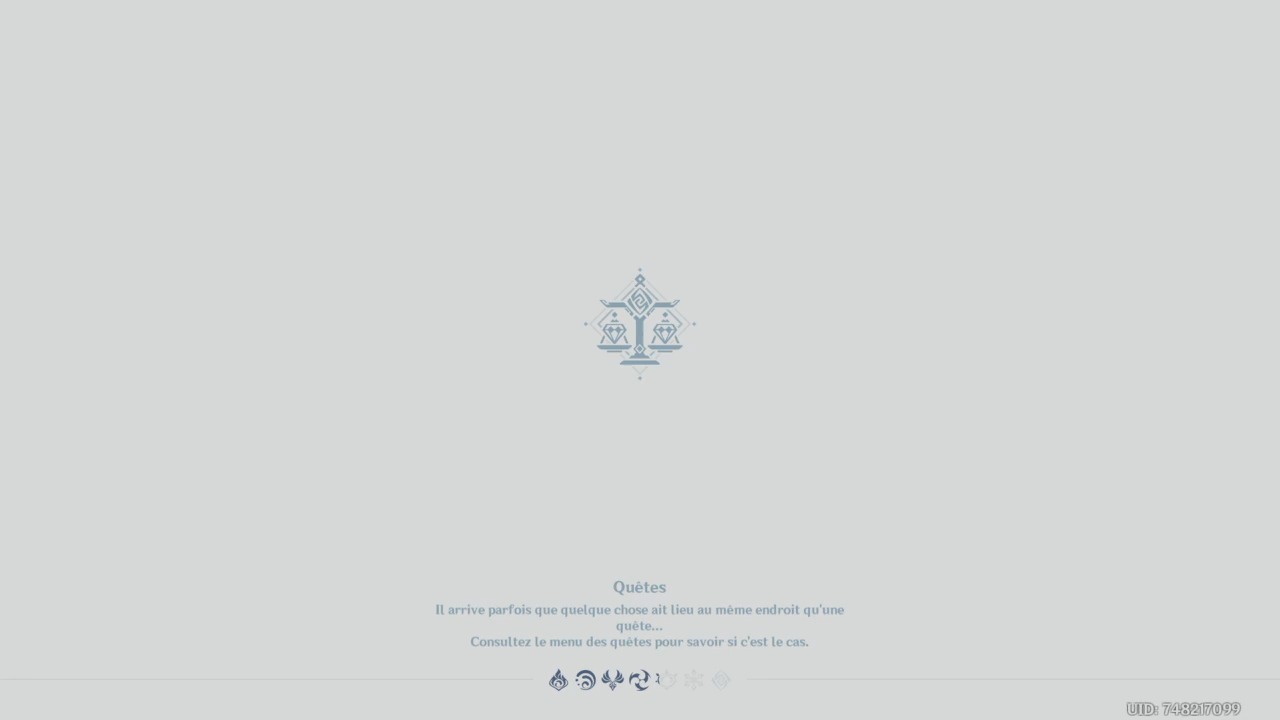 Quêtes
Il arrive parfois que quelque chose ait lieu au même endroit qu'une
quête...
Consultez le menu des quêtes pour savoir si c'est le cas.
UID: 748217099